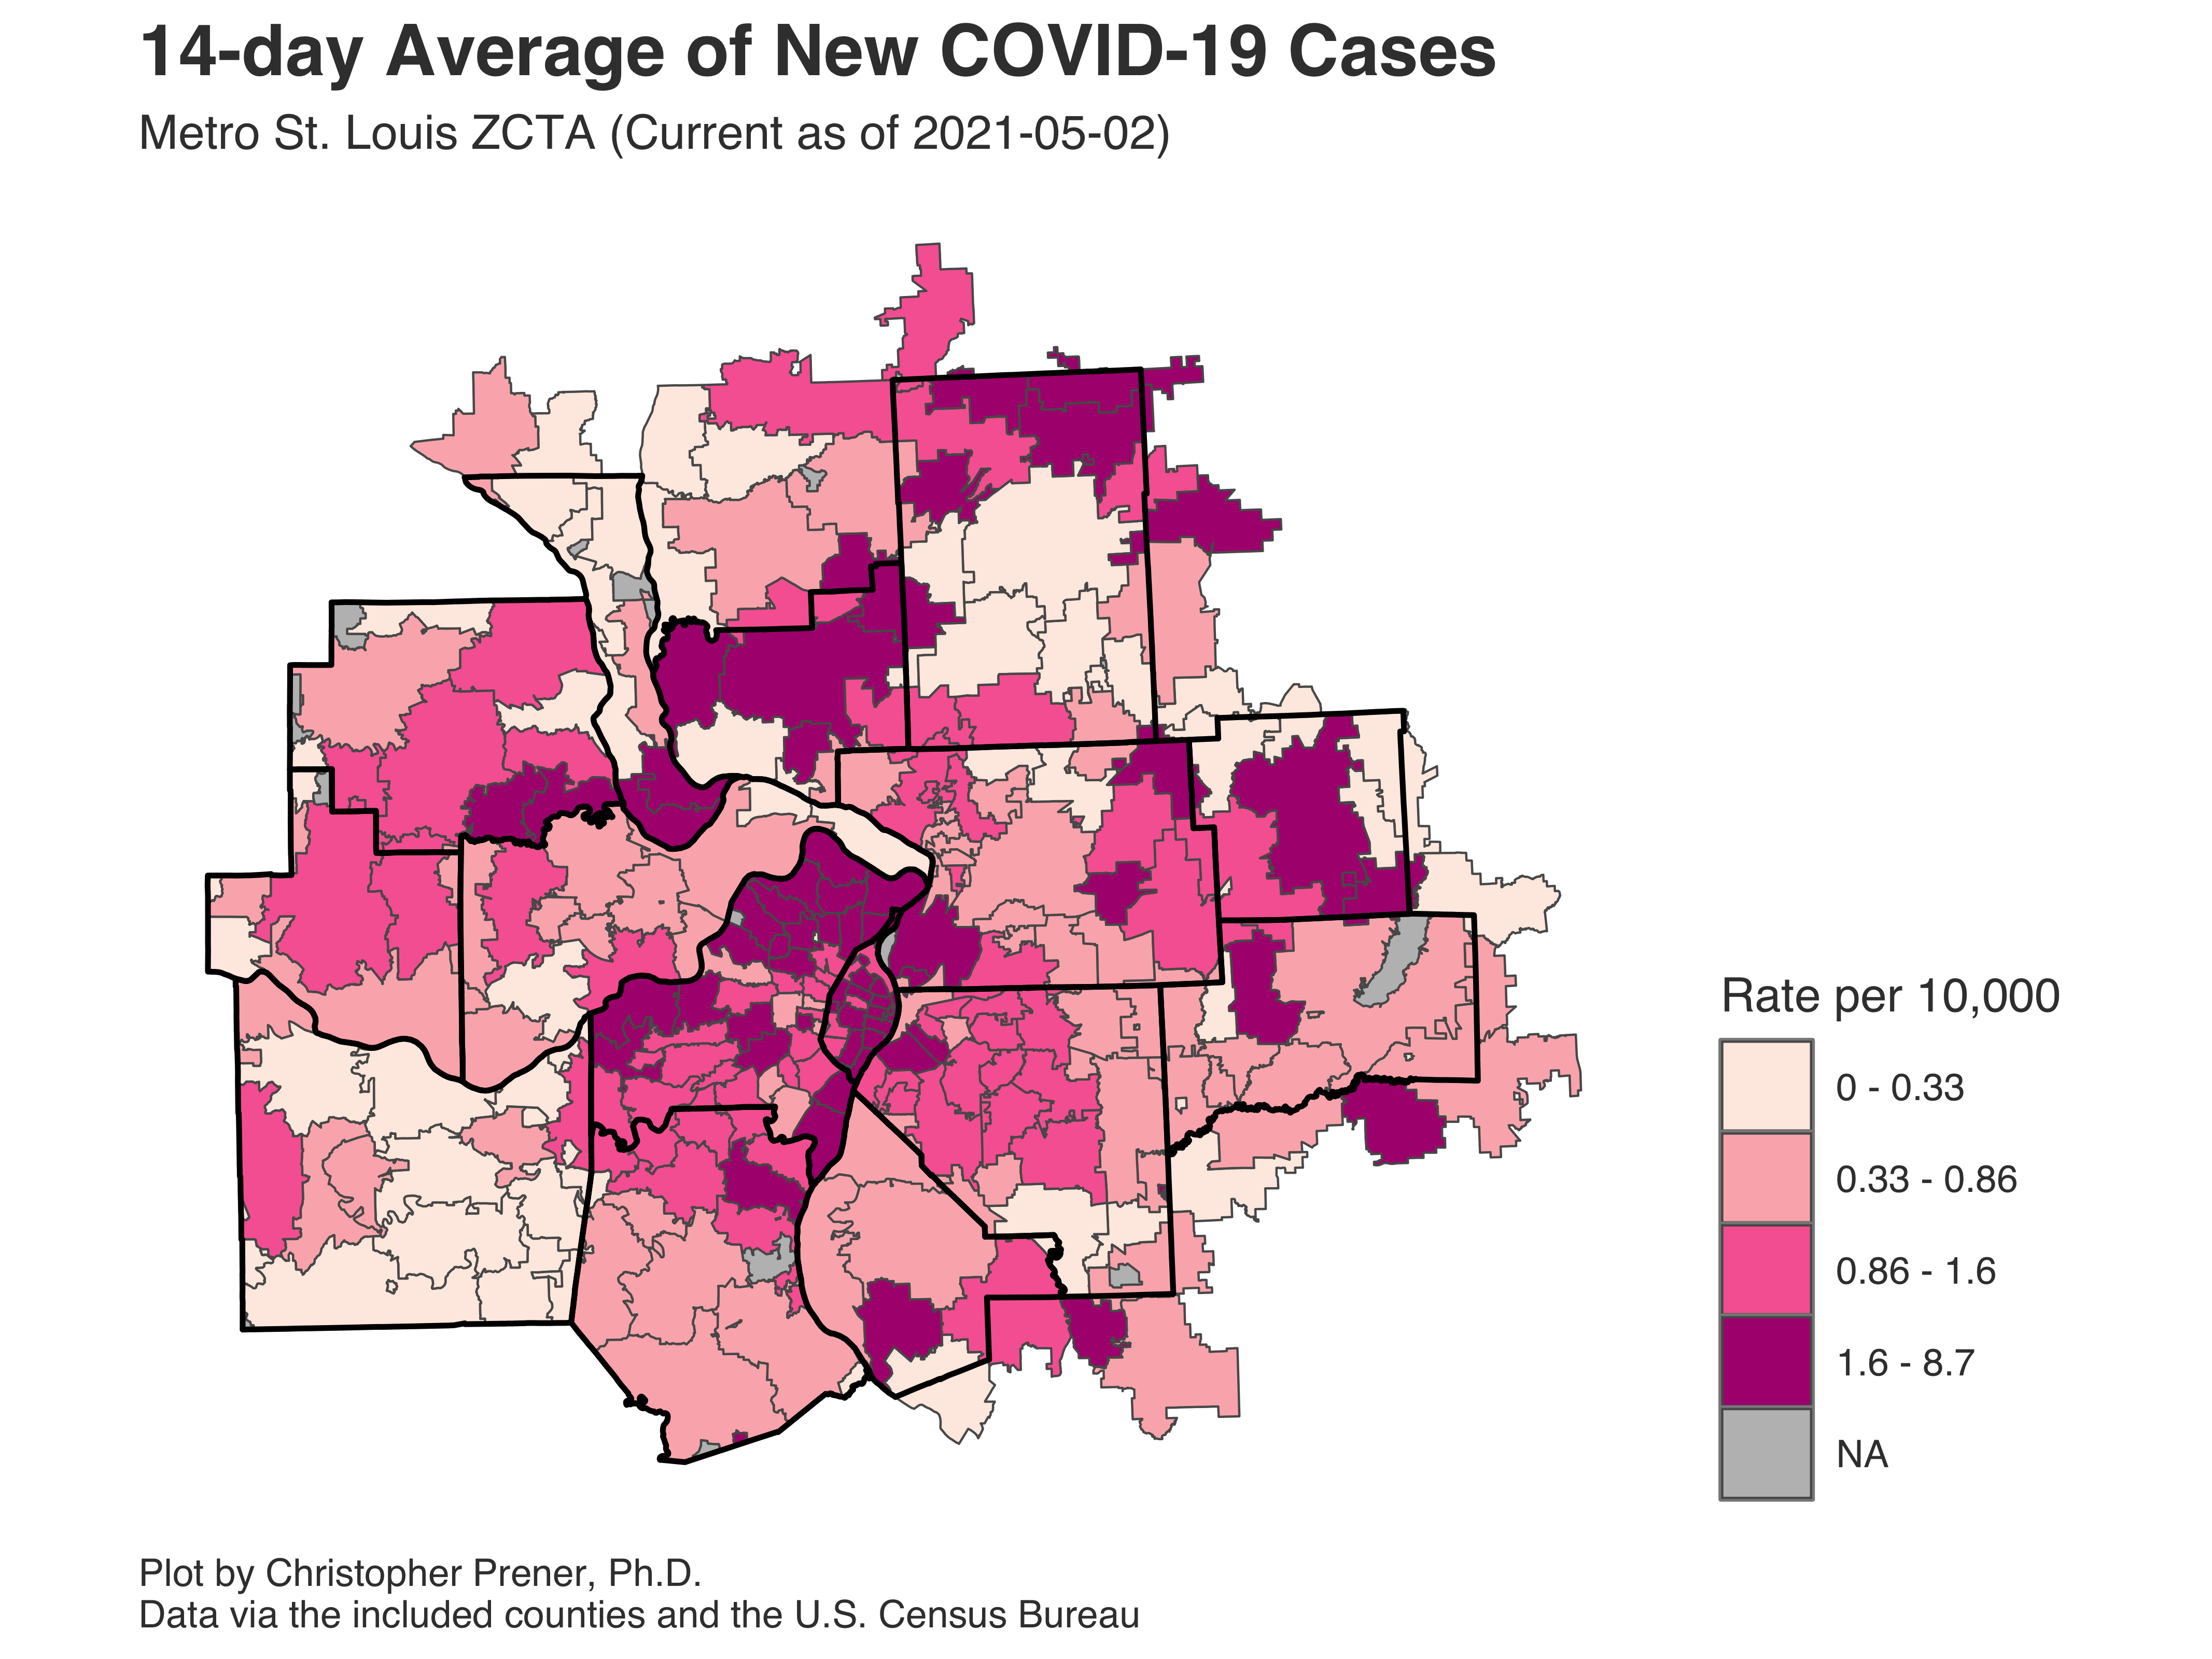 14-day Average of New COVID-19 Cases
Metro St. Louis ZCTA (Current as of 2021-05-02)
Rate per 10,000
0 - 0.33
0.33 - 0.86
0.86 - 1.6
1.6 - 8.7
NA
Plot by Christopher Prener, Ph.D.
Data via the included counties and the U.S. Census Bureau